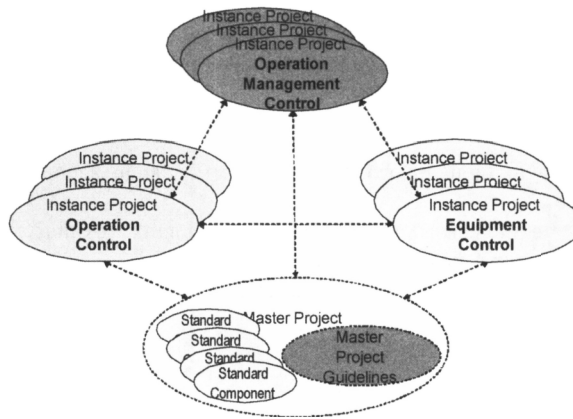 Instance Project
Instance Project
Instance Project
Operation
Management
Control
Instance Project
Instance Project
Instance Project
Operation
Control
Instance Project
Instance Project
Instance Project
Equipment
Control
Master Project
Standard
Standard
Standard
Standard
Component
Master
Project
Guidelines